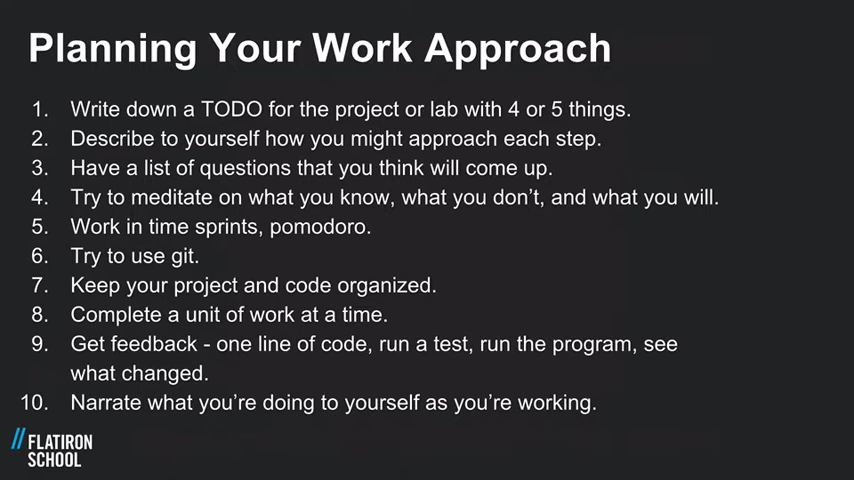 Planning Your Work Approach
1. Write down a TODO for the project or lab with 4 or 5 things.
2. Describe to yourself how you might approach each step.
3. Have a list of questions that you think will come up.
4. Try to meditate on what you know, what you don't, and what you will.
5. Work in time sprints, pomodoro.
6. Try to use git.
7. Keep your project and code organized.
8. Complete a unit of work at a time.
9. Get feedback - one line of code, run a test, run the program, see
what changed.
10. Narrate what you're doing to yourself as you're working.
// FLATIRON
SCHOOL